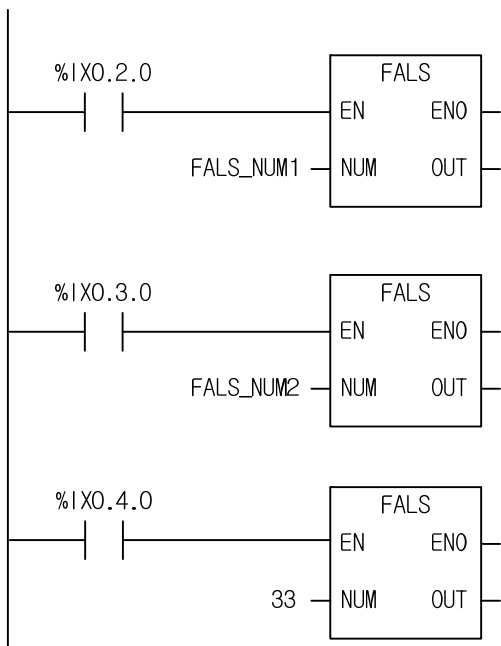 %IX0.2.0
FALS
EN ENO
FALS_NUM1 NUM OUT
%IX0.3.0
FALS
EN ENO
FALS_NUM2 NUM OUT
%IX0.4.0
FALS
EN ENO
33 NUM OUT